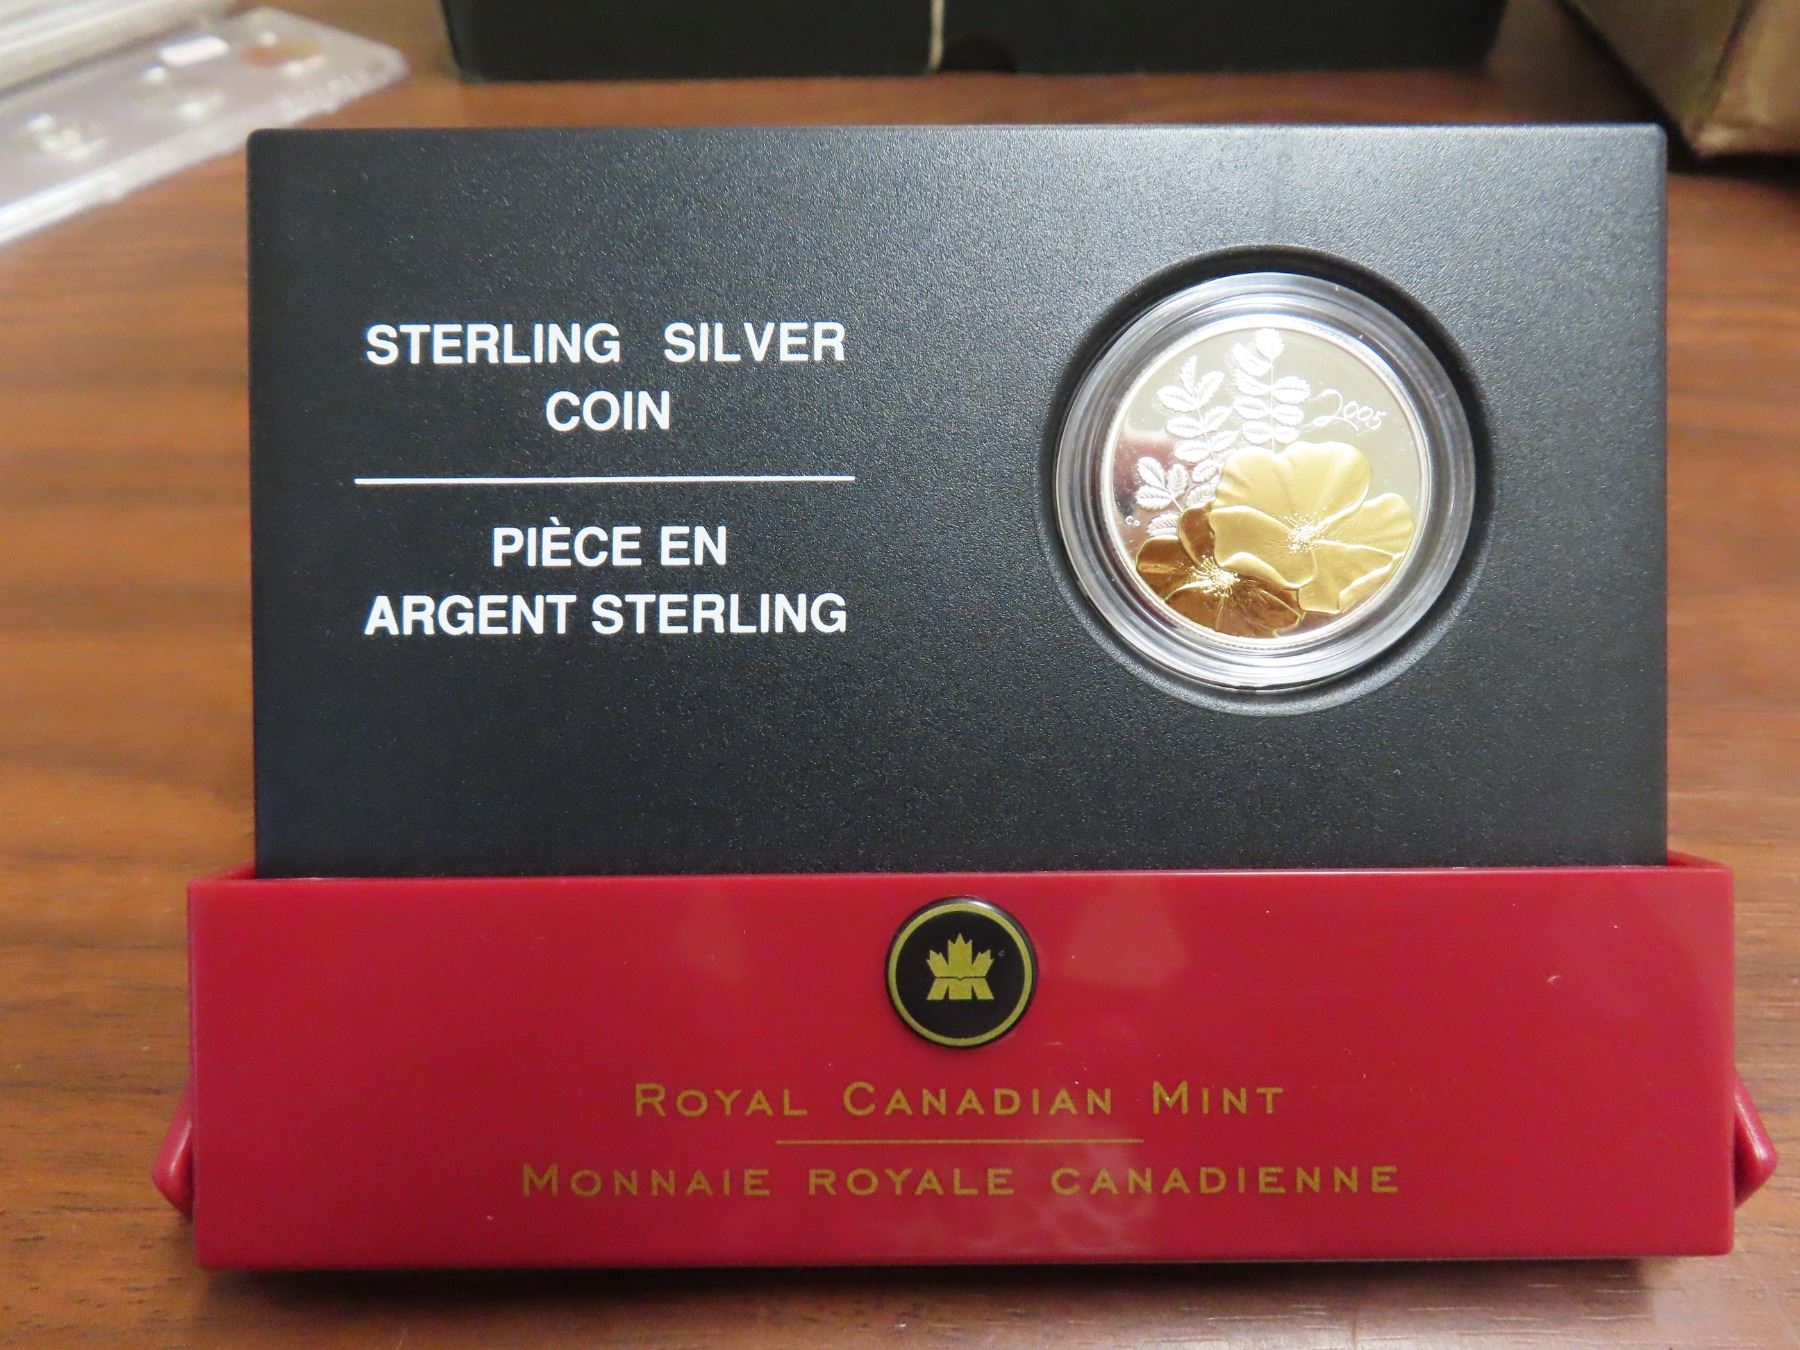 STERLING SILVER
COIN
PIÈCE EN
ARGENT STERLING
2005
ROYAL CANADIAN MINT
MONNAIE ROYALE CANADIENNE